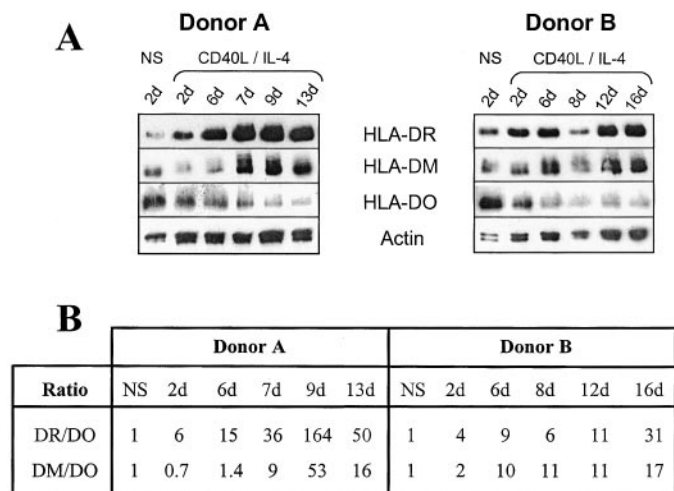 A
Donor A
Donor B
NS CD40L / IL-4
NS CD40L / IL-4
2d 2d 6d 7d 9d 13d
2d 2d 6d 8d 12d 16d
HLA-DR
HLA-DM
HLA-DO
Actin
B
Donor A Donor B
Ratio NS 2d 6d 7d 9d 13d NS 2d 6d 8d 12d 16d
DR/DO 1 6 15 36 164 50 1 4 9 6 11 31
DM/DO 1 0.7 1.4 9 53 16 1 2 10 11 11 17